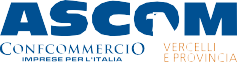 ASCOM
CONFCOMMERCIO
IMPRESE PER L'ITALIA
VERCELLI
E PROVINCIA